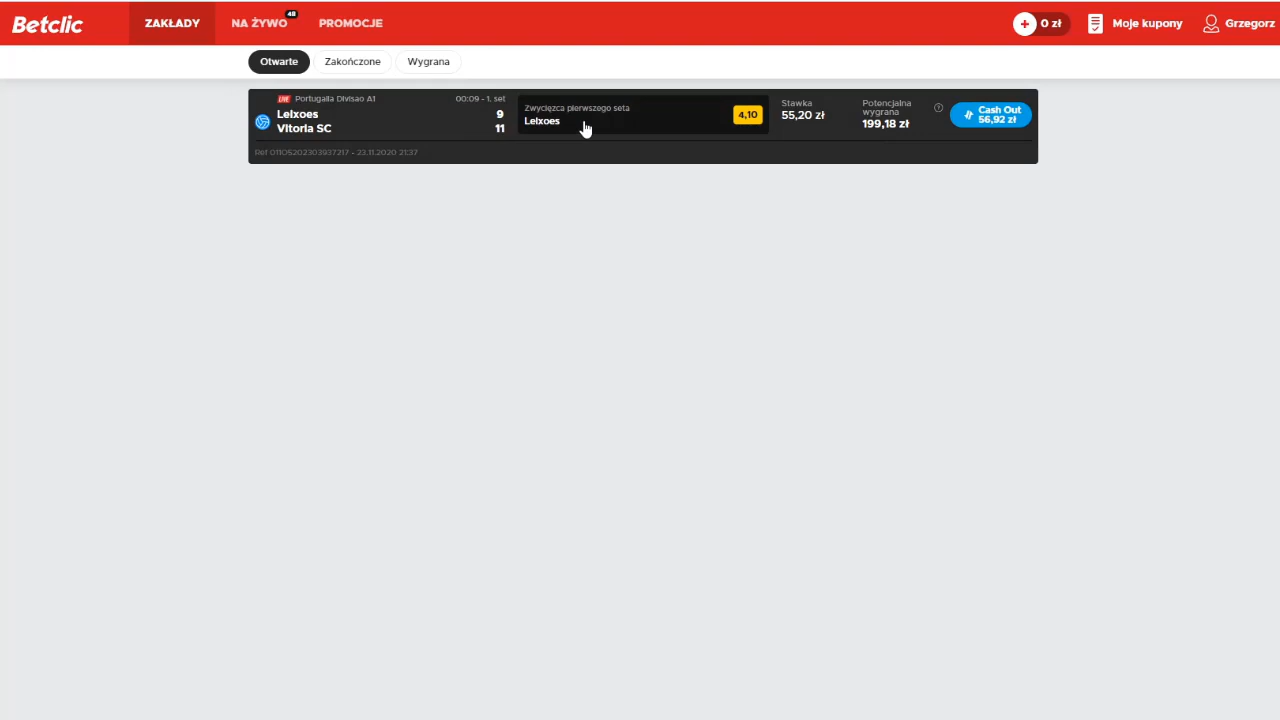 Betclic ZAKŁADY NA ŻYWO 48 PROMOCJE + 0 zł Moje kupony Grzegorz
Otwarte Zakończone Wygrana
LIVE Portugalia Divisao A1 00:09 - 1. set
Leixoes 9
Vitoria SC 11
Zwycięzca pierwszego seta
Leixoes
4,10
Stawka
55,20 zł
Potencjalna
wygrana
199,18 zł
?
Cash Out
56,92 zł
Ref 01105202303937217 - 23.11.2020 21:37